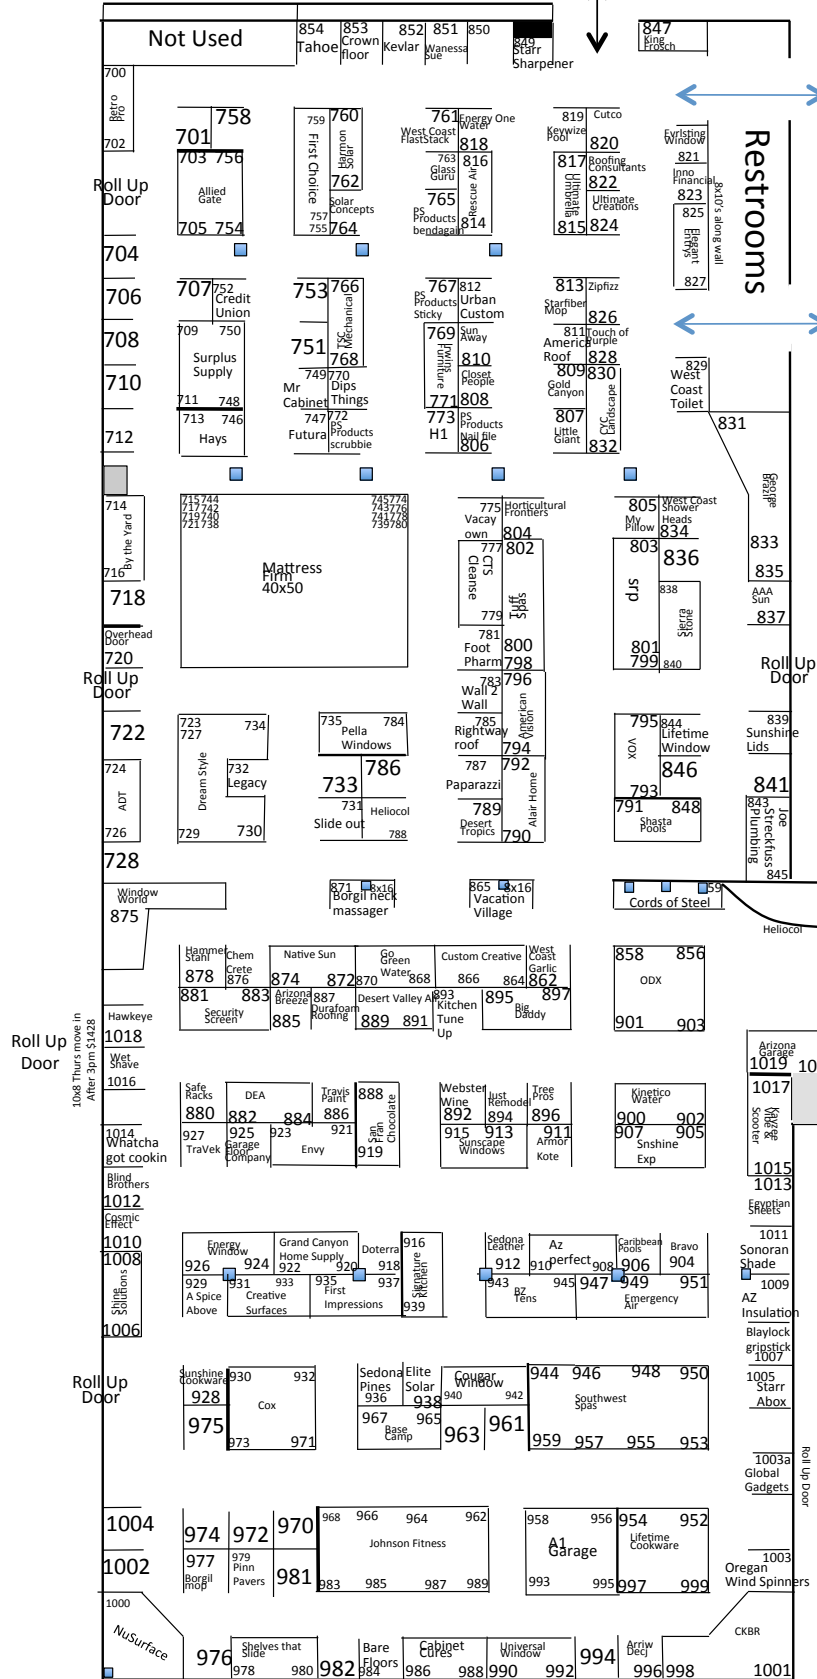 Not Used
854 853 852 851 850
Tahoe Crown floor Kevlar Wanessa Sue
849
Starr
Sharpener
847
King
Frosch
700
Retro Pro
702
701 758
703 756
Allied
Gate
705 754
759
First Choice
757
755
760
Harmon Solar
762
Solar
Concepts
764
761 Energy One
Water
West Coast
FlastStack 818
763 816
Glass
Guru
Rescue Air
765
PS
Products
bendagain 814
819 Cutco
Keywize
Pool 820
817 Roofing
Consultants
822
Ultimate Umbrella
Ultimate
Creations
815 824
Eyrlsting
Window
821
Inno
Financial
823
825
Elegant Entrys
827
8x10's along wall
Restrooms
Roll Up
Door
704
706
708
710
712
707 752
Credit
Union
709 750
Surplus
Supply
711 748
713 746
Hays
753 766
TSC Mechanical
751 768
749 770
Mr
Cabinet
Dips
Things
747 772
Futura
PS
Products
scrubbie
767 812
PS
Products
Sticky
Urban
Custom
769 Sun
Away
Irwins Furniture
810
Closet
People
771 808
773 PS
Products
H1 Nail file
806
813 Zipfizz
Starfiber
Mop 826
811 Touch of
Purple
America
Roof 828
809 830
Gold
Canyon
CYC Landscape
807
Little
Giant 832
829
West
Coast
Toilet
831
George Brazil
833
835
714
By the Yard
716
718
Overhead
Door
720
Roll Up
Door
715 744
717 742
719 740
721 738
745 774
743 776
741 778
739 780
Mattress
Firm
40x50
775 Horticultural
Frontiers
Vacay
own 804
777 802
CTS Cleanse
779
Tuff Spas
781
Foot
Pharm
800
798
783 796
Wall 2
Wall
American Vision
785
Rightway
roof 794
787 792
Paparazzi
Alair Home
789
Desert
Tropics 790
805 West Coast
Shower
Heads
My
Pillow 834
803 836
srp
838
Sierra Stone
801
799 840
AAA
Sun
837
Roll Up
Door
722
724
ADT
726
728
723
727
734
Dream Style
732
Legacy
729 730
735 784
Pella
Windows
733 786
731
Slide out
Heliocol
788
795 844
VOX
Lifetime
Window
846
793
791 848
Shasta
Pools
839
Sunshine
Lids
841
843
Joe Streckfuss Plumbing
845
Window
World
875
871 8x16
Borgil neck
massager
865 8x16
Vacation
Village
59
Cords of Steel
Heliocol
Hammer
Stahl
878
Chem
Crete
876
Native Sun
874 872
Go
Green
Water
870 868
Custom Creative
866 864
West
Coast
Garlic
862
881 883
Security
Screen
Arizona
Breeze
885
887
Durafoam
Roofing
Desert Valley Air
889 891
893
Kitchen
Tune
Up
895 897
Big
Daddy
858 856
ODX
901 903
Roll Up
Door
10x8 Thurs move in
After 3pm $1428
Hawkeye
1018
Wet
Shave
1016
1014
Whatcha
got cookin
Blind
Brothers
1012
Cosmic
Effect
1010
1008
Shine Solutions
1006
Arizona
Garage
1019 10
1017
Kayzee Vibe & Scooter
1015
1013
Egyptian
Sheets
1011
Sonoran
Shade
1009
AZ
Insulation
Blaylock
gripstick
1007
1005
Starr
Abox
Safe
Racks
880
DEA
882 884
Travis
Paint
886
888
San Fran Chocolate
919
927
TraVek
925
Garage
Floor
Company
923 921
Envy
Webster
Wine
892
Just
Remodel
894
Tree
Pros
896
915 913
Sunscape
Windows
911
Armor
Kote
Kinetico
Water
900 902
907 905
Snshine
Exp
Energy
Window
926 924
Grand Canyon
Home Supply
922 920
Doterra
918
916
Signature Kitchen
939
929
A Spice
Above
931 933
Creative
Surfaces
935 937
First
Impressions
Sedona
Leather
912
Az
perfect
910 908
Caribbean
Pools
906
Bravo
904
943 945
BZ
Tens
947 949 951
Emergency
Air
Roll Up
Door
Sunshine
Cookware
928
975
930 932
Cox
973 971
Sedona
Pines
936
Elite
Solar
938
Cougar
Window
940 942
967 965
Base
Camp
963 961
944 946 948 950
Southwest
Spas
959 957 955 953
1003a
Global
Gadgets
Roll Up Door
1004
1002
974 972 970
977
Borgil
mop
979
Pinn
Pavers
981
968 966 964 962
Johnson Fitness
983 985 987 989
958 956
A1
Garage
993 995
954 952
Lifetime
Cookware
997 999
1003
Oregan
Wind Spinners
1000
NuSurface
976
Shelves that
Slide
978 980
982
Bare
Floors
984
Cabinet
Cures
986 988
Universal
Window
990 992
994
Arriw
Decj
996 998
CKBR
1001